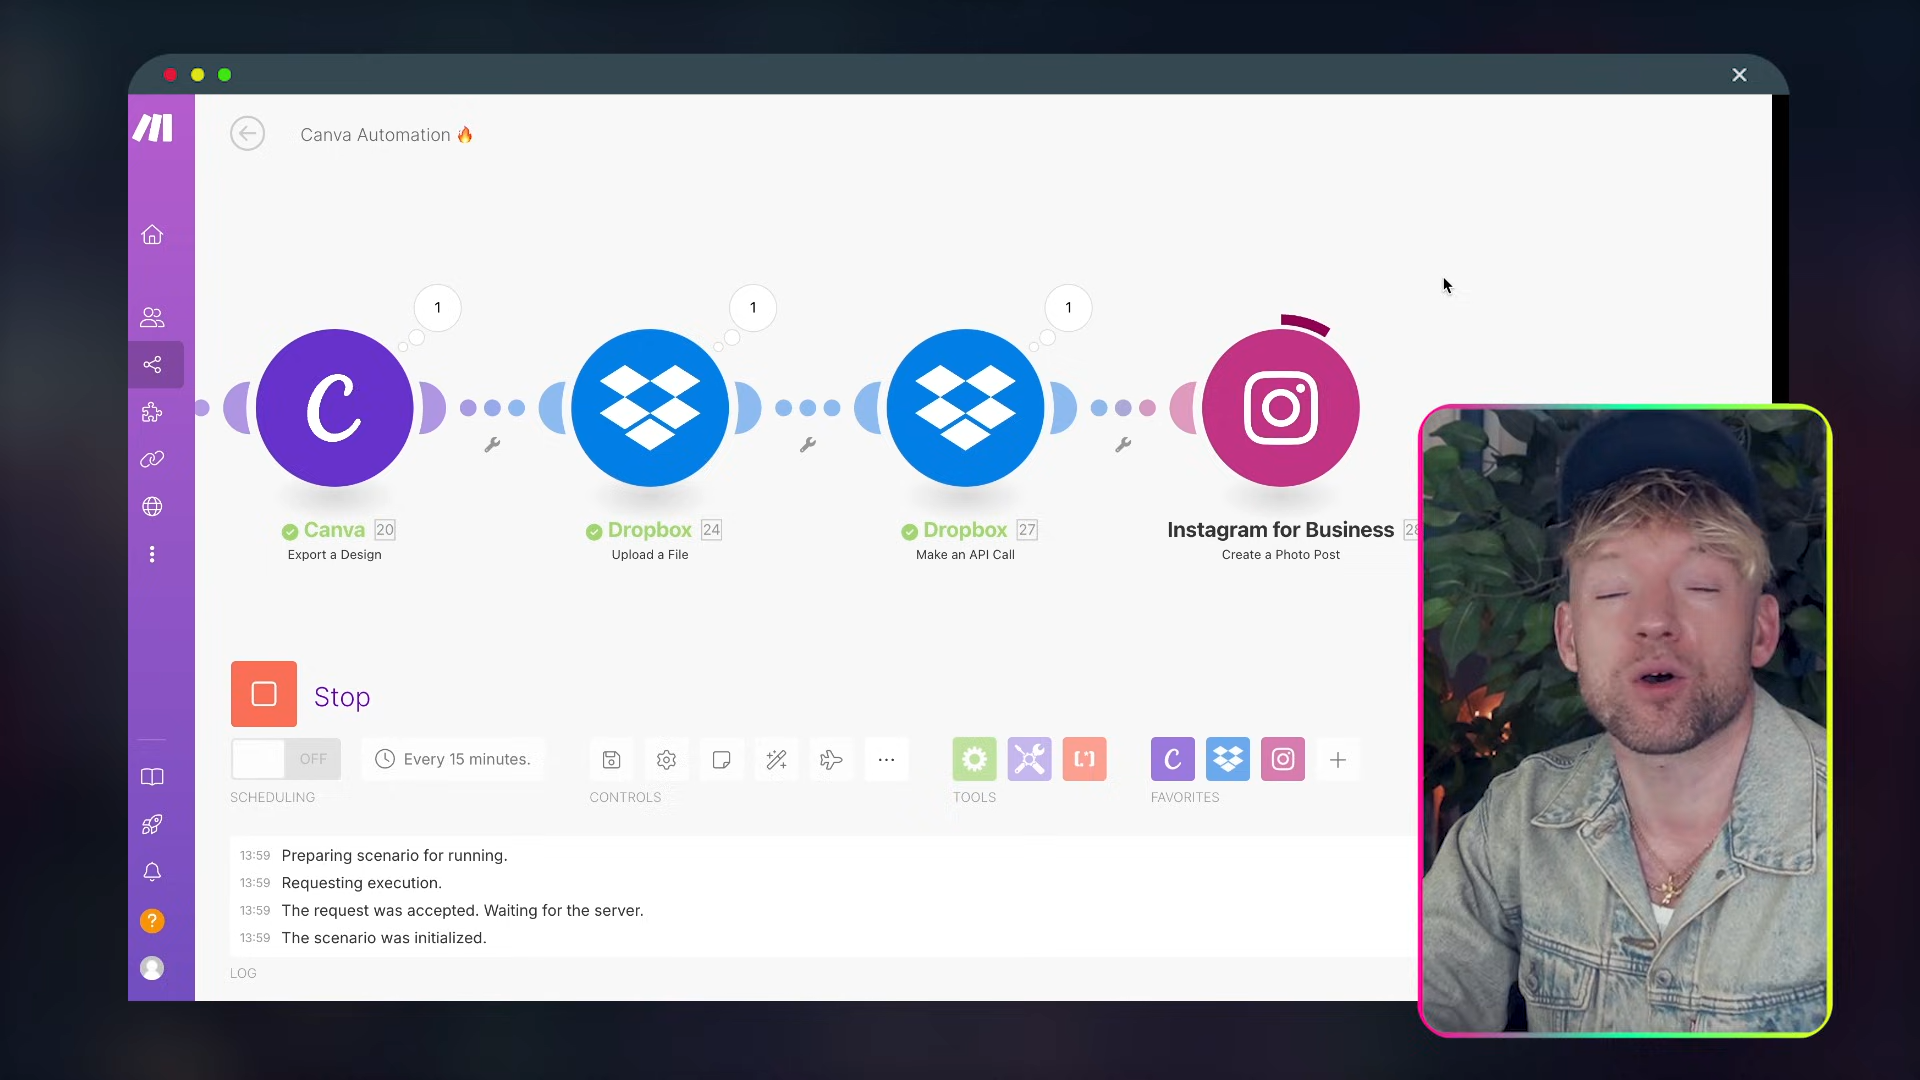 Canva Automation 🔥
1
1
1
Canva 20
Export a Design
Dropbox 24
Upload a File
Dropbox 27
Make an API Call
Instagram for Business 28
Create a Photo Post
Stop
OFF
Every 15 minutes.
SCHEDULING
CONTROLS
TOOLS
FAVORITES
13:59 Preparing scenario for running.
13:59 Requesting execution.
13:59 The request was accepted. Waiting for the server.
13:59 The scenario was initialized.
LOG